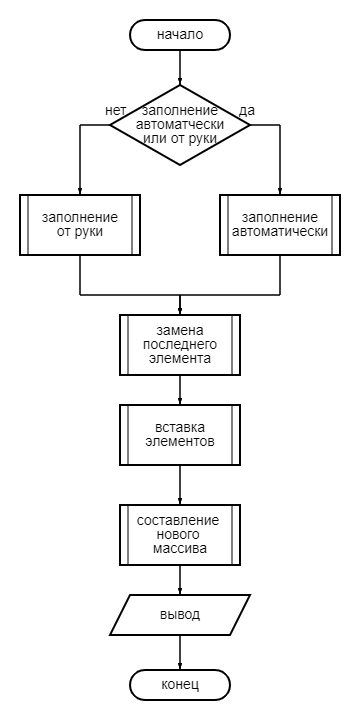 начало
нет
заполнение
автоматчески
или от руки
да
заполнение
от руки
заполнение
автоматически
замена
последнего
элемента
вставка
элементов
составление
нового
массива
вывод
конец